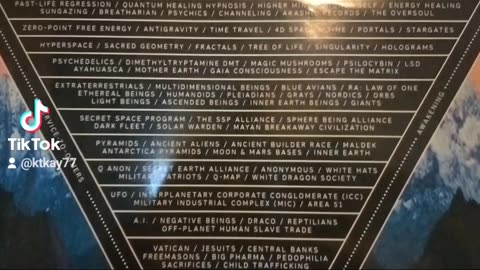 PAST-LIFE REGRESSION / QUANTUM HEALING HYPNOSIS / HIGHER MIND SELF / ENERGY HEALING
SUNGAZING / BREATHARIAN / PSYCHICS / CHANNELING / AKASHIC RECORDS / THE OVERSOUL
ZERO-POINT FREE ENERGY / ANTIGRAVITY / TIME TRAVEL / 4D SPACE / PORTALS / STARGATES
HYPERSPACE / SACRED GEOMETRY / FRACTALS / TREE OF LIFE / SINGULARITY / HOLOGRAMS
PSYCHEDELICS / DIMETHYLTRYPTAMINE DMT / MAGIC MUSHROOMS / PSILOCYBIN / LSD
AYAHUASCA / MOTHER EARTH / GAIA CONSCIOUSNESS / ESCAPE THE MATRIX
EXTRATERRESTRIALS / MULTIDIMENSIONAL BEINGS / BLUE AVIANS / RA: LAW OF ONE
ETHEREAL BEINGS / HUMANOIDS / PLEIADIANS / GRAYS / NORDICS / ORBS
LIGHT BEINGS / ASCENDED BEINGS / INNER EARTH BEINGS / GIANTS
SECRET SPACE PROGRAM / THE SSP ALLIANCE / SPHERE BEING ALLIANCE
DARK FLEET / SOLAR WARDEN / MAYAN BREAKAWAY CIVILIZATION
PYRAMIDS / ANCIENT ALIENS / ANCIENT BUILDER RACE / MALDEK
ANTARCTICA PYRAMIDS / MOON & MARS BASES / INNER EARTH
Q ANON / SECRET EARTH ALLIANCE / ANONYMOUS / WHITE HATS
MILITARY PATRIOTS / Q-MAP / WHITE DRAGON SOCIETY
UFO / INTERPLANETARY CORPORATE CONGLOMERATE (ICC)
MILITARY INDUSTRIAL COMPLEX (MIC) / AREA 51
A.I. / NEGATIVE BEINGS / DRACO / REPTILIANS
OFF-PLANET HUMAN SLAVE TRADE
VATICAN / JESUITS / CENTRAL BANKS
FREEMASONS / BIG PHARMA / PEDOPHILIA
SACRIFICES / CHILD TRAFFICKING
TO OTHERS
AWAKENING
TikTok
@ktkay77